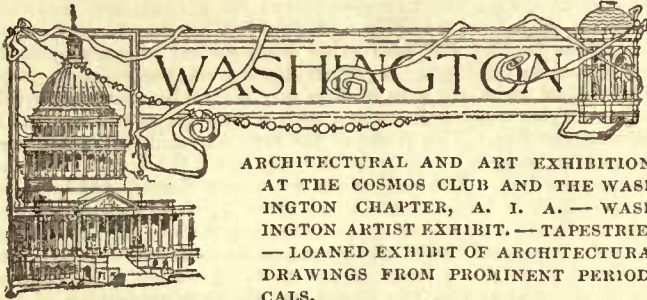 WASHINGTON
ARCHITECTURAL AND ART EXHIBITION
AT THE COSMOS CLUB AND THE WASH
INGTON CHAPTER, A. I. A. — WASH
INGTON ARTIST EXHIBIT. — TAPESTRIE
— LOANED EXHIBIT OF ARCHITECTURA
DRAWINGS FROM PROMINENT PERIOD
CALS.